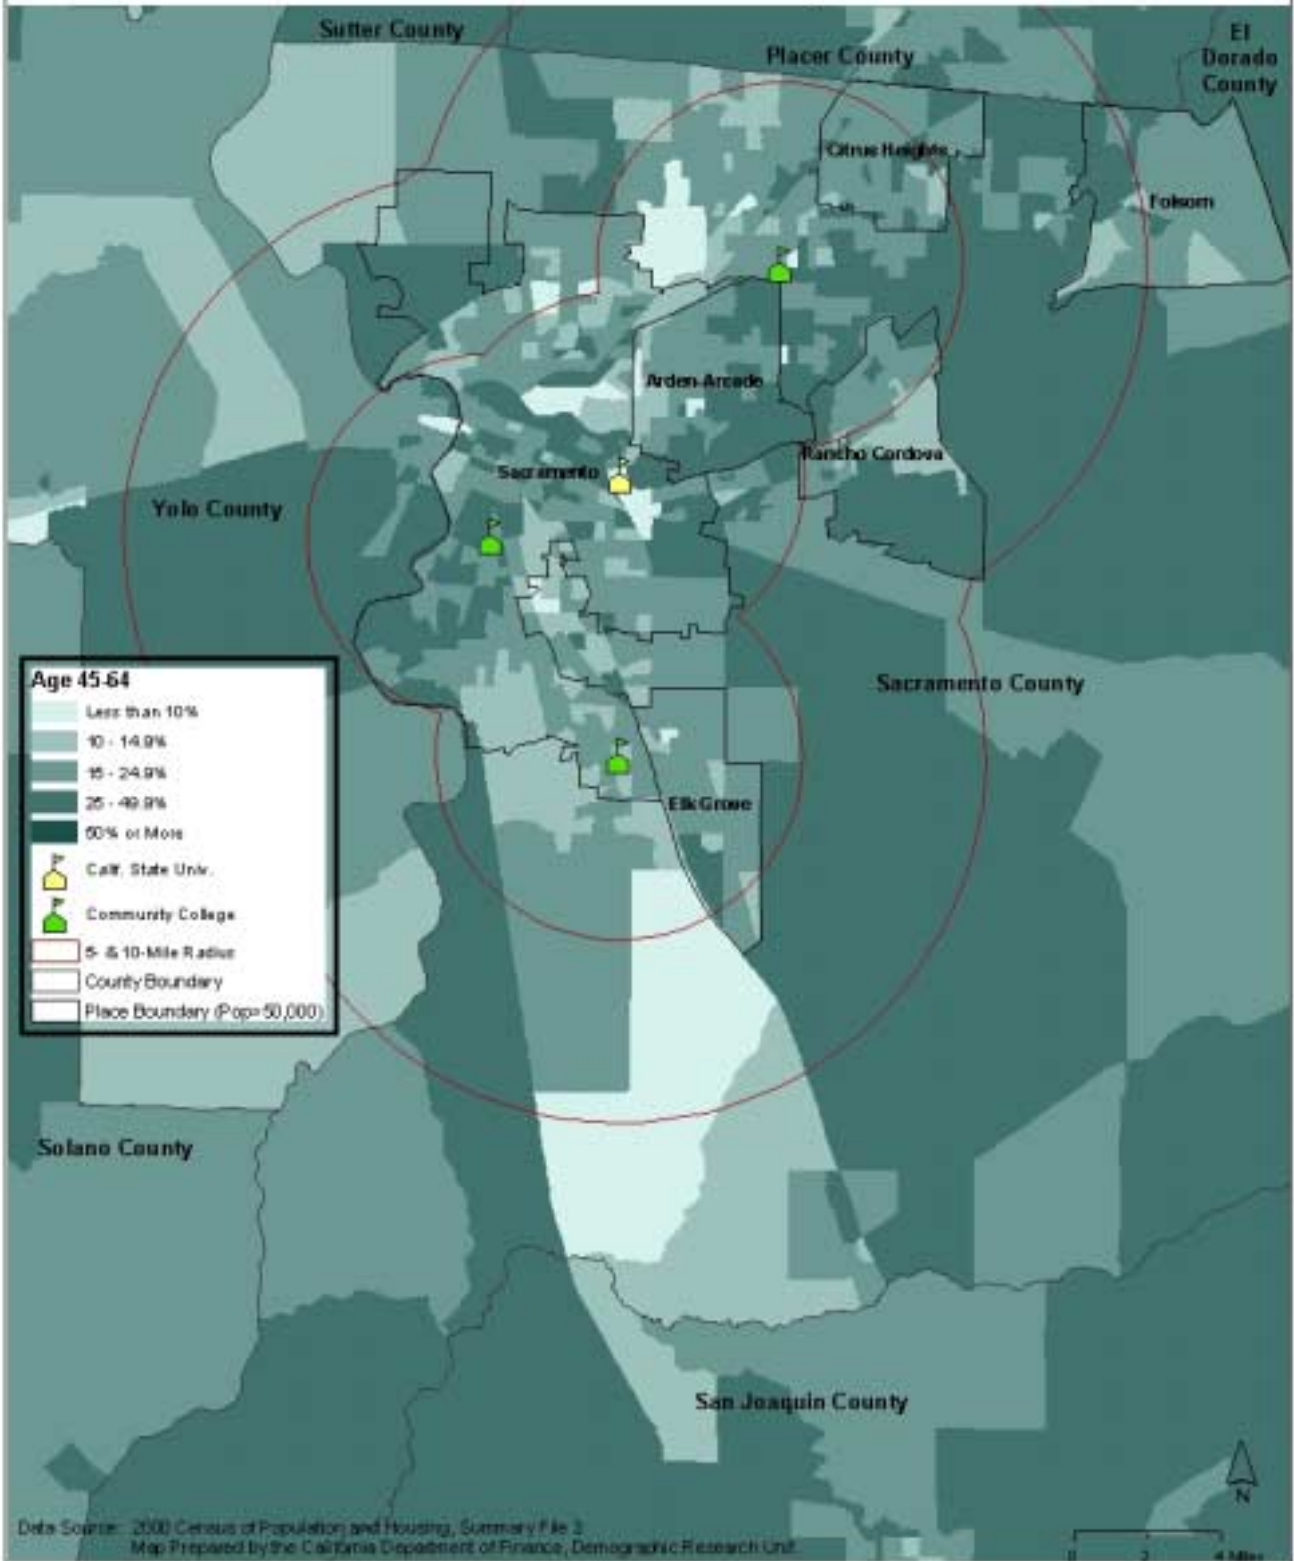 Sutter County
Placer County
El
Dorado
County
Citrus Heights
Folsom
Arden-Arcade
Rancho Cordova
Sacramento
Yolo County
Sacramento County
Elk Grove
Age 45-64
Less than 10%
10 - 14.9%
15 - 24.9%
25 - 49.9%
50% or More
Calif. State Univ.
Community College
5- & 10-Mile Radius
County Boundary
Place Boundary (Pop=50,000)
Solano County
San Joaquin County
N
Data Source: 2000 Census of Population and Housing, Summary File 3
Map Prepared by the California Department of Finance, Demographic Research Unit.
0 2 4 Miles